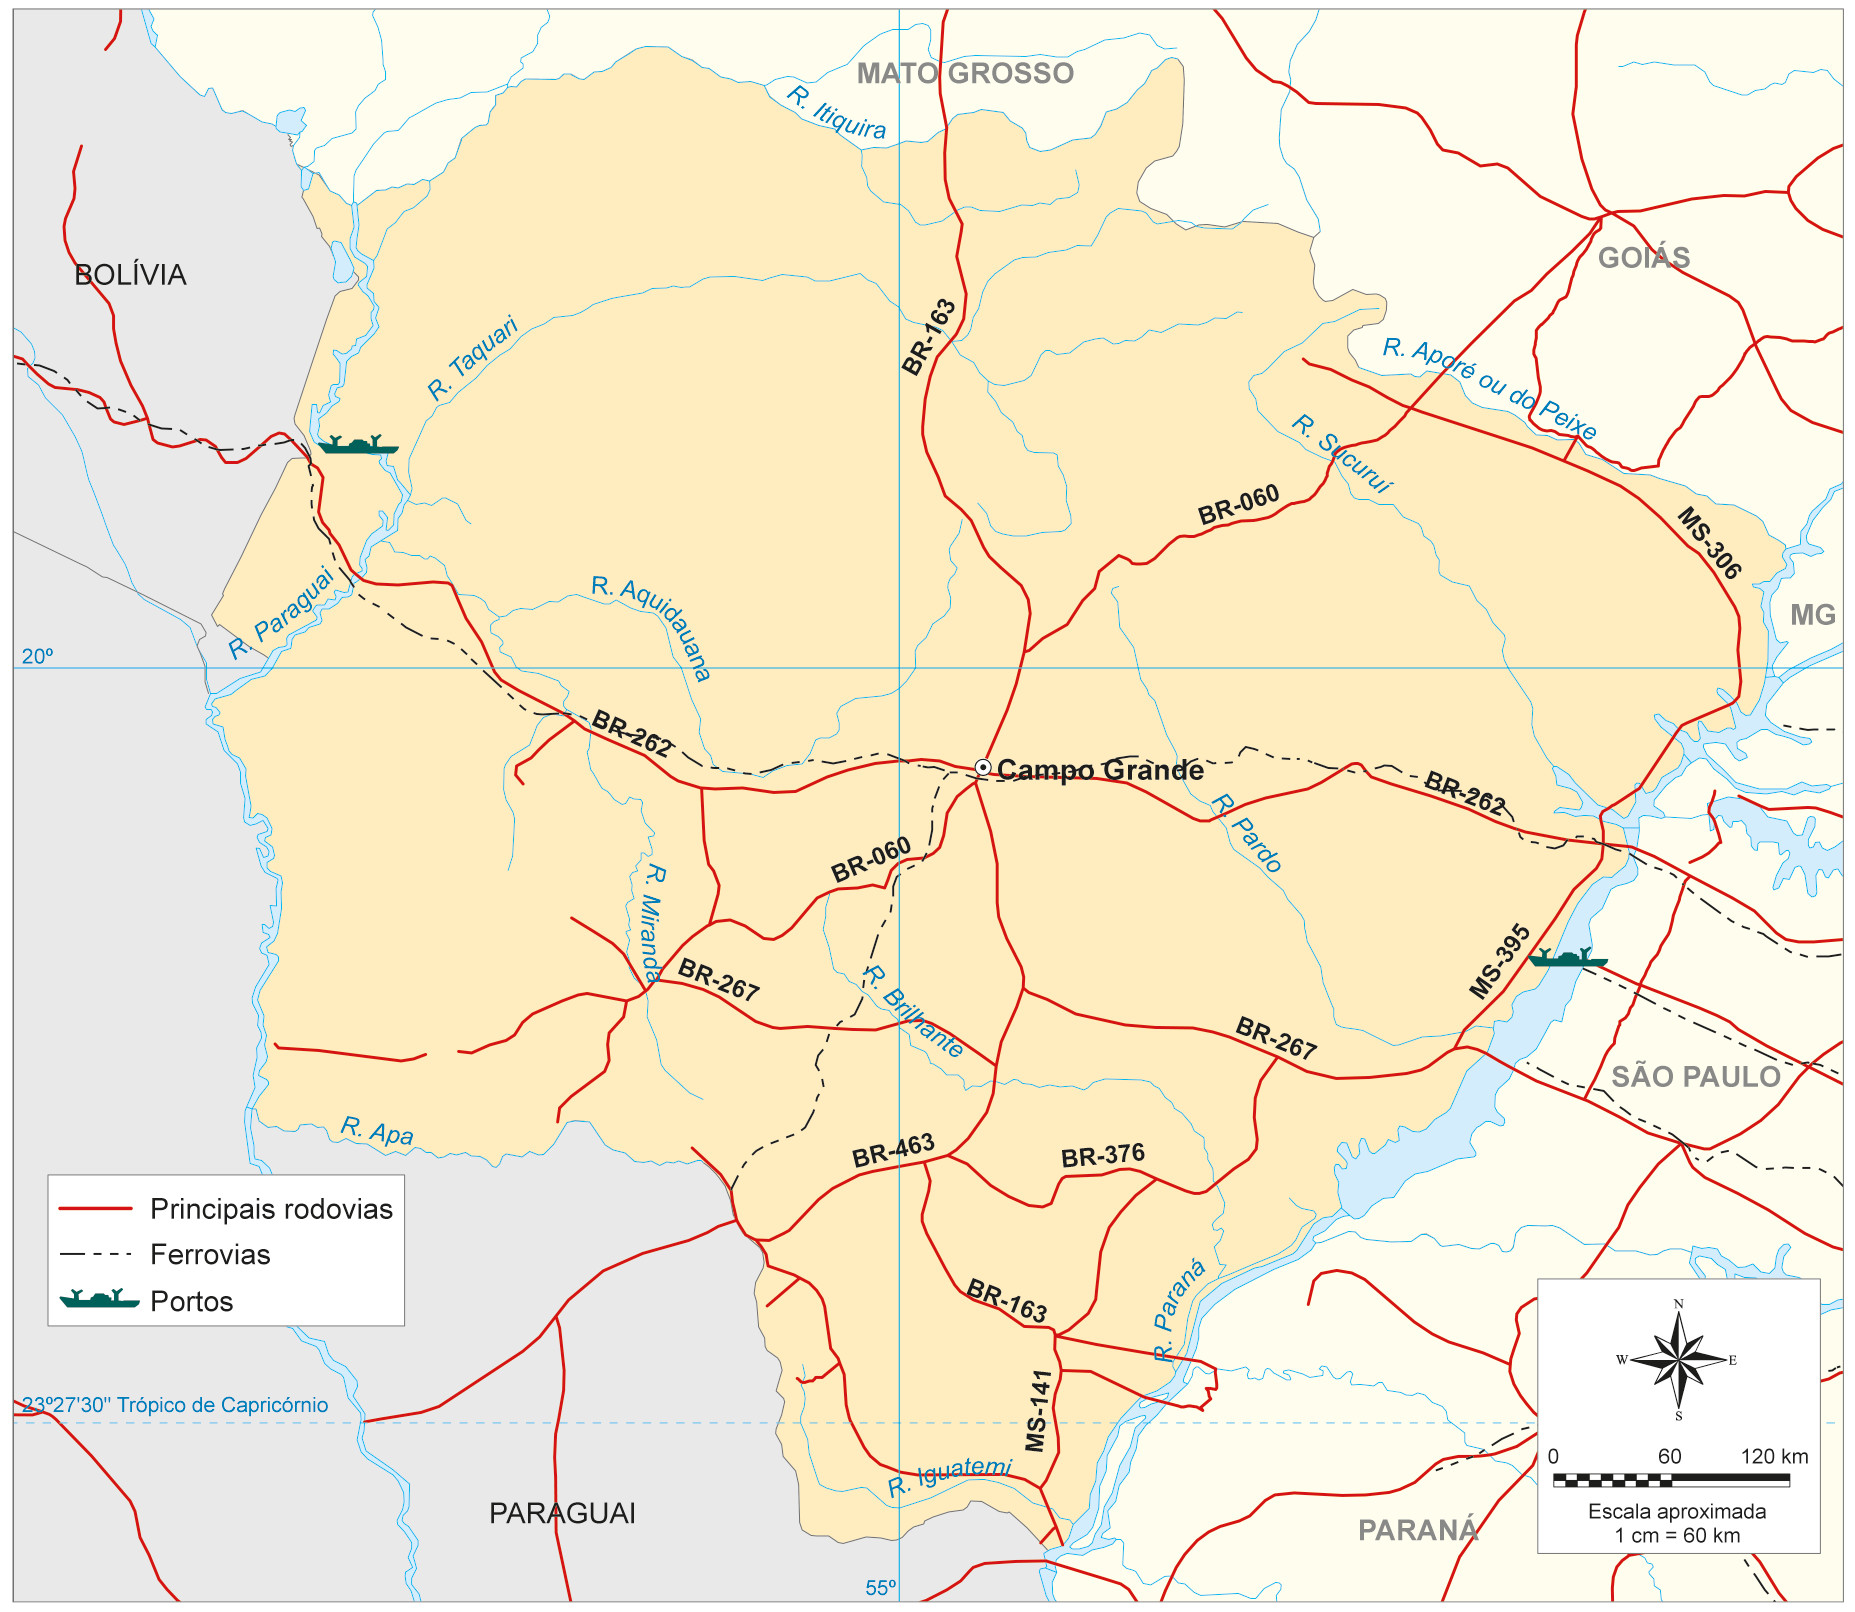 MATO GROSSO
R. Itiquira
GOIÁS
BOLÍVIA
BR-163
R. Taquari
R. Aporé ou do Peixe
R. Sucuruí
BR-060
MS-306
R. Paraguai
R. Aquidauana
MG
20º
BR-262
Campo Grande
BR-262
R. Pardo
BR-060
R. Miranda
BR-267
R. Brilhante
MS-395
BR-267
SÃO PAULO
R. Apa
BR-463
BR-376
Principais rodovias
Ferrovias
Portos
BR-163
R. Paraná
MS-141
23º27'30" Trópico de Capricórnio
R. Iguatemi
PARAGUAI
PARANÁ
55º
N
W E
S
0 60 120 km
Escala aproximada
1 cm = 60 km